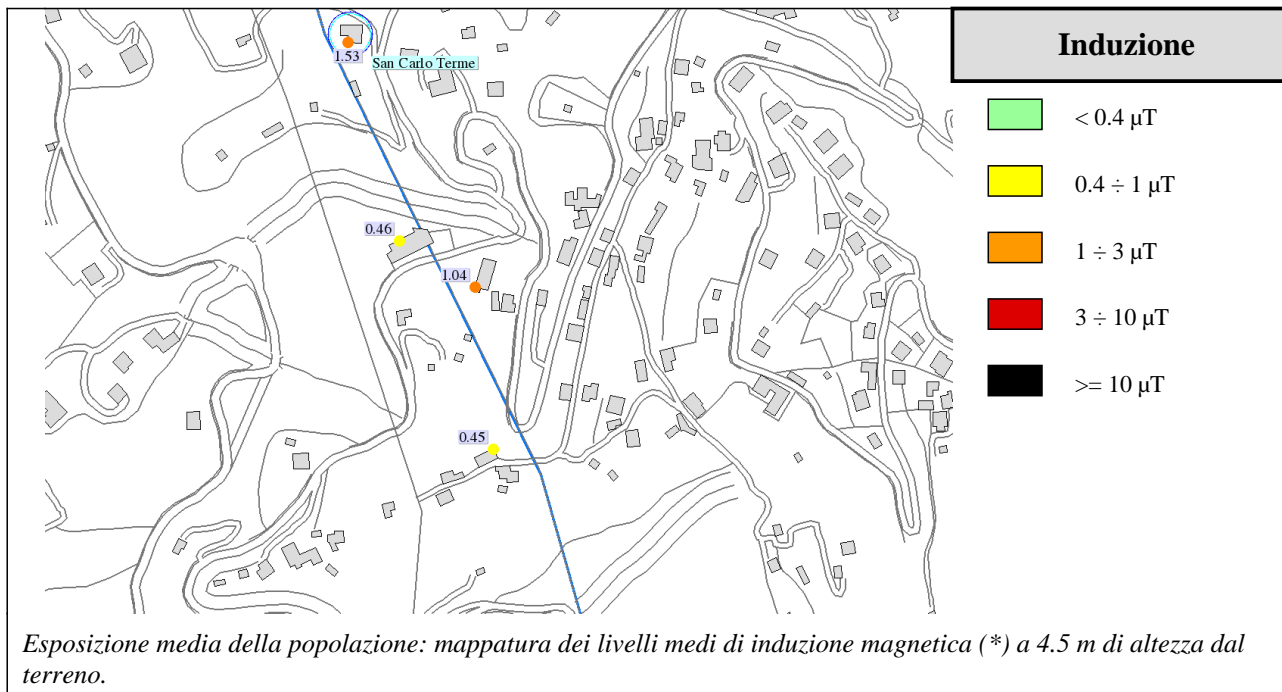 1.53
San Carlo Terme
0.46
1.04
0.45
Induzione
< 0.4 µT
0.4 ÷ 1 µT
1 ÷ 3 µT
3 ÷ 10 µT
>= 10 µT
Esposizione media della popolazione: mappatura dei livelli medi di induzione magnetica (*) a 4.5 m di altezza dal
terreno.